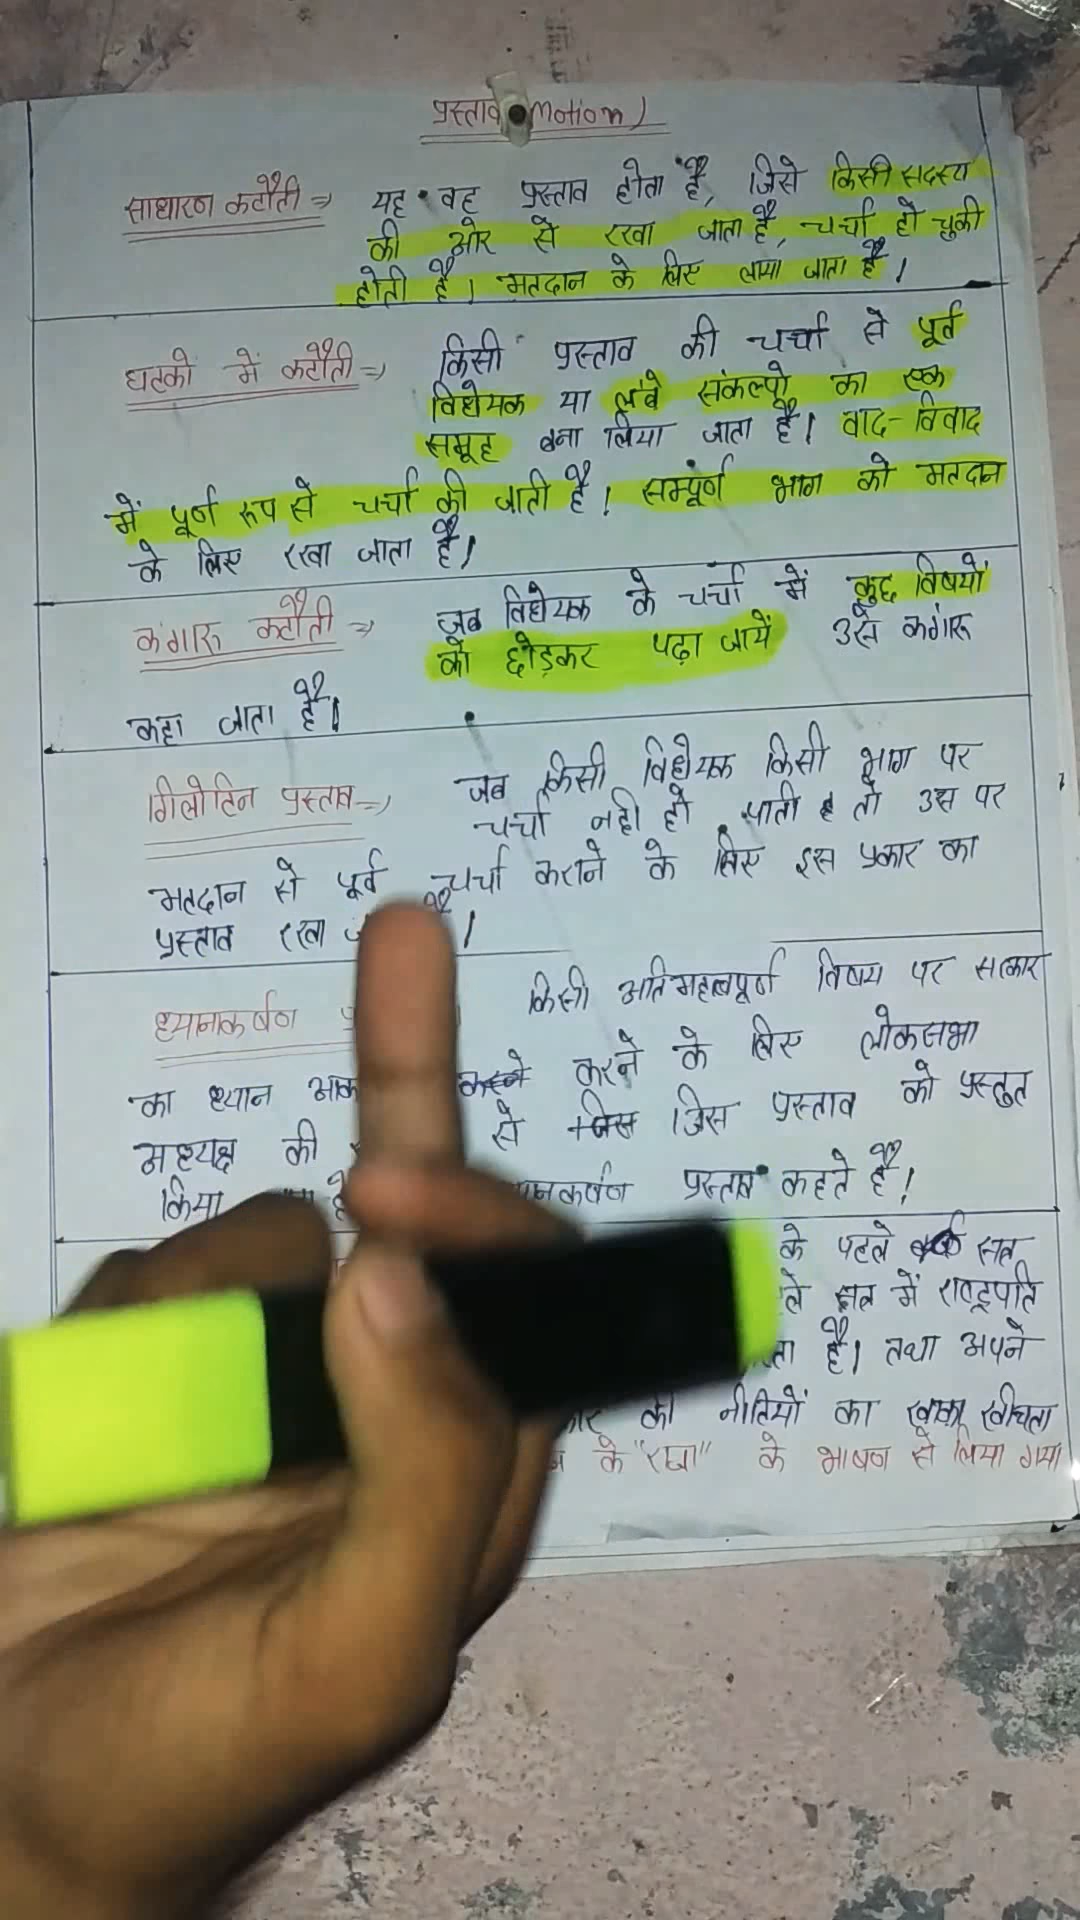 प्रस्ताव Motion)
साधारण कटौती ⇒ यह वह प्रस्ताव होता है, जिसे किसी सदस्य
की ओर से रखा जाता है, चर्चा हो चुकी
होती है। मतदान के लिए लाया जाता है।
घटको में कटौती ⇒ किसी प्रस्ताव की चर्चा से पूर्व
विधेयक या लंबे संकल्पो का एक
समूह बना लिया जाता है। वाद-विवाद
में पूर्ण रूप से चर्चा की जाती है। सम्पूर्ण भाग को मतदान
के लिए रखा जाता है।
कंगारू कटौती ⇒ जब विधेयक के चर्चा में कुछ विषयों
को छोड़कर पढ़ा जायें उसे कंगारू
कहा जाता है।
गिलोटिन प्रस्ताव ⇒ जब किसी विधेयक किसी भाग पर
चर्चा नही हो पाती है तो उस पर
मतदान से पूर्व चर्चा कराने के लिए इस प्रकार का
प्रस्ताव रखा है।
ध्यानाकर्षण किसी अतिमहत्वपूर्ण विषय पर सरकार
का ध्यान करने के लिए लोकसभा
अध्यक्ष की से जिस प्रस्ताव को प्रस्तुत
किया प्रस्ताव कहते है।
के पहले सत्र
सत्र में राष्ट्रपति
है। तथा अपने
की नीतियों का खाका खीचता
के के भाषण से लिया गया